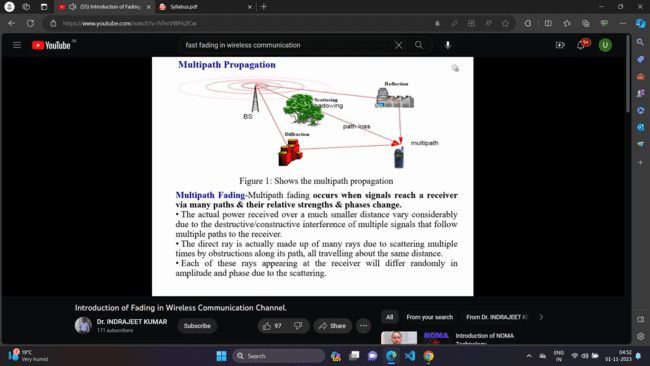 (55) Introduction of Fading
Syllabus.pdf
YouTube
IN
fast fading in wireless communication
9+
U
Multipath Propagation
Reflection
Scattering
BS
path loss
Diffraction
multipath
Figure 1: Shows the multipath propagation
Multipath Fading-Multipath fading occurs when signals reach a receiver
via many paths & their relative strengths & phases change.
• The actual power received over a much smaller distance vary considerably
due to the destructive/constructive interference of multiple signals that follow
multiple paths to the receiver.
• The direct ray is actually made up of many rays due to scattering multiple
times by obstructions along its path, all travelling about the same distance.
• Each of these rays appearing at the receiver will differ randomly in
amplitude and phase due to the scattering.
Introduction of Fading in Wireless Communication Channel.
Dr. INDRAJEET KUMAR
171 subscribers
Subscribe
97
Share
All
From your search
From Dr. INDRAJEET
NOMA
Introduction of NOMA
19°C
Very humid
Search
ENG
IN
04:52
01-11-2023